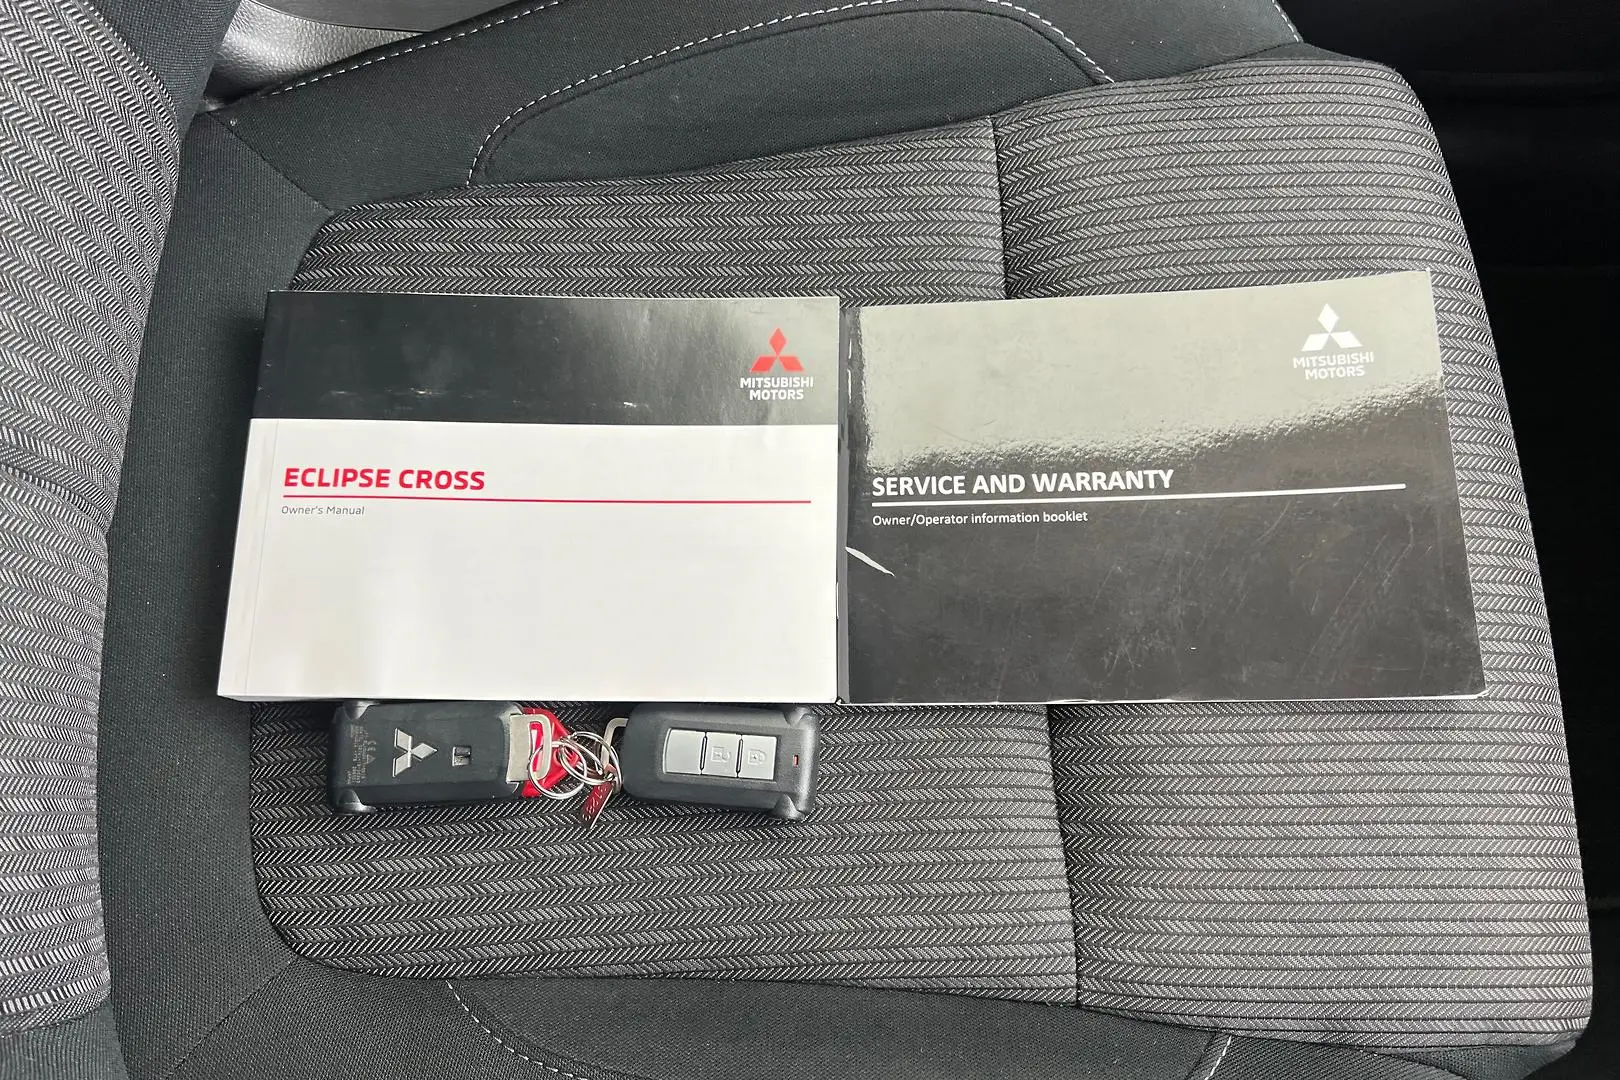 MITSUBISHI
MOTORS
ECLIPSE CROSS
Owner's Manual
MITSUBISHI
MOTORS
SERVICE AND WARRANTY
Owner/Operator information booklet